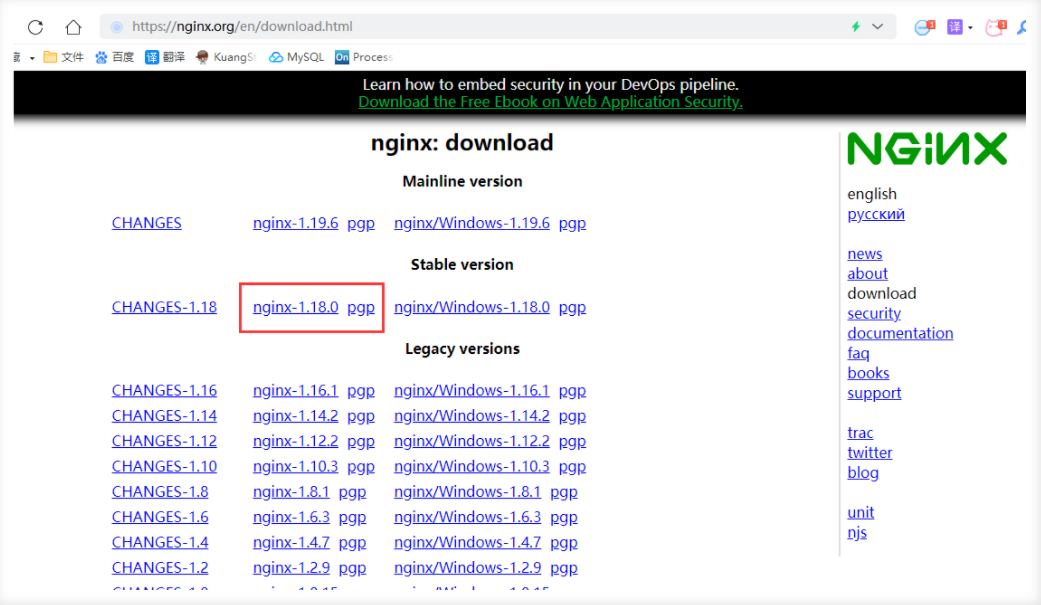 https://nginx.org/en/download.html
1
译
1
文件 百度 译 翻译 KuangS MySQL On Process
Learn how to embed security in your DevOps pipeline.
Download the Free Ebook on Web Application Security.
nginx: download
Mainline version
CHANGES nginx-1.19.6 pgp nginx/Windows-1.19.6 pgp
Stable version
CHANGES-1.18 nginx-1.18.0 pgp nginx/Windows-1.18.0 pgp
Legacy versions
CHANGES-1.16 nginx-1.16.1 pgp nginx/Windows-1.16.1 pgp
CHANGES-1.14 nginx-1.14.2 pgp nginx/Windows-1.14.2 pgp
CHANGES-1.12 nginx-1.12.2 pgp nginx/Windows-1.12.2 pgp
CHANGES-1.10 nginx-1.10.3 pgp nginx/Windows-1.10.3 pgp
CHANGES-1.8 nginx-1.8.1 pgp nginx/Windows-1.8.1 pgp
CHANGES-1.6 nginx-1.6.3 pgp nginx/Windows-1.6.3 pgp
CHANGES-1.4 nginx-1.4.7 pgp nginx/Windows-1.4.7 pgp
CHANGES-1.2 nginx-1.2.9 pgp nginx/Windows-1.2.9 pgp
NGINX
english
русский
news
about
download
security
documentation
faq
books
support
trac
twitter
blog
unit
njs